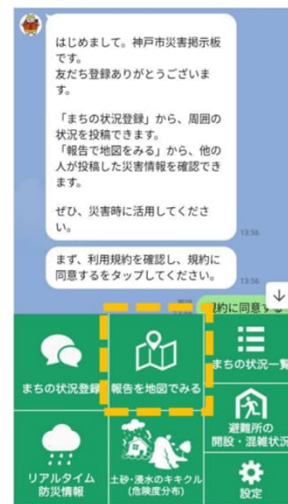 はじめまして。神戸市災害掲示板
です。
友だち登録ありがとうございま
す。
「まちの状況登録」から、周囲の
状況を投稿できます。
「報告で地図をみる」から、他の
人が投稿した災害情報を確認でき
ます。
ぜひ、災害時に活用してくださ
い。
13:56
まず、利用規約を確認し、規約に
同意するをタップしてください。
13:56
規約に同意す
まちの状況登録
報告を地図でみる
まちの状況一覧
避難所の
開設・混雑状況
リアルタイム
防災情報
土砂・浸水のキキクル
(危険度分布)
設定